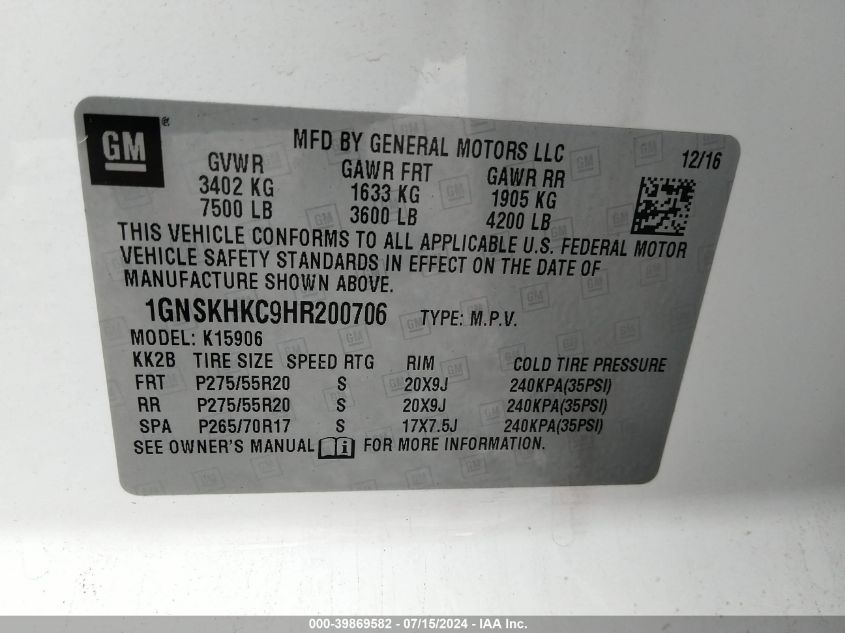 GM®
MFD BY GENERAL MOTORS LLC
12/16
GVWR GAWR FRT GAWR RR
3402 KG 1633 KG 1905 KG
7500 LB 3600 LB 4200 LB
THIS VEHICLE CONFORMS TO ALL APPLICABLE U.S. FEDERAL MOTOR
VEHICLE SAFETY STANDARDS IN EFFECT ON THE DATE OF
MANUFACTURE SHOWN ABOVE.
1GNSKHKC9HR200706 TYPE: M.P.V.
MODEL: K15906
KK2B TIRE SIZE SPEED RTG RIM COLD TIRE PRESSURE
FRT P275/55R20 S 20X9J 240KPA(35PSI)
RR P275/55R20 S 20X9J 240KPA(35PSI)
SPA P265/70R17 S 17X7.5J 240KPA(35PSI)
SEE OWNER'S MANUAL i FOR MORE INFORMATION.
000-39869582 - 07/15/2024 - IAA Inc.